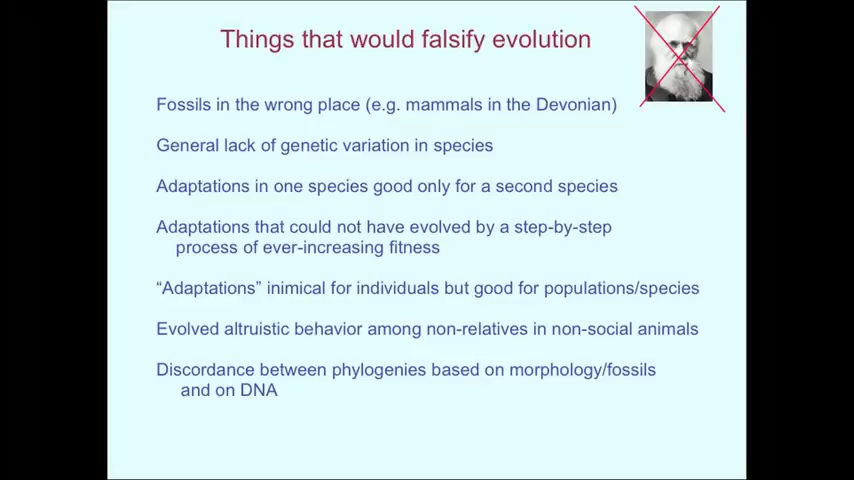 Things that would falsify evolution
Fossils in the wrong place (e.g. mammals in the Devonian)
General lack of genetic variation in species
Adaptations in one species good only for a second species
Adaptations that could not have evolved by a step-by-step
process of ever-increasing fitness
“Adaptations” inimical for individuals but good for populations/species
Evolved altruistic behavior among non-relatives in non-social animals
Discordance between phylogenies based on morphology/fossils
and on DNA